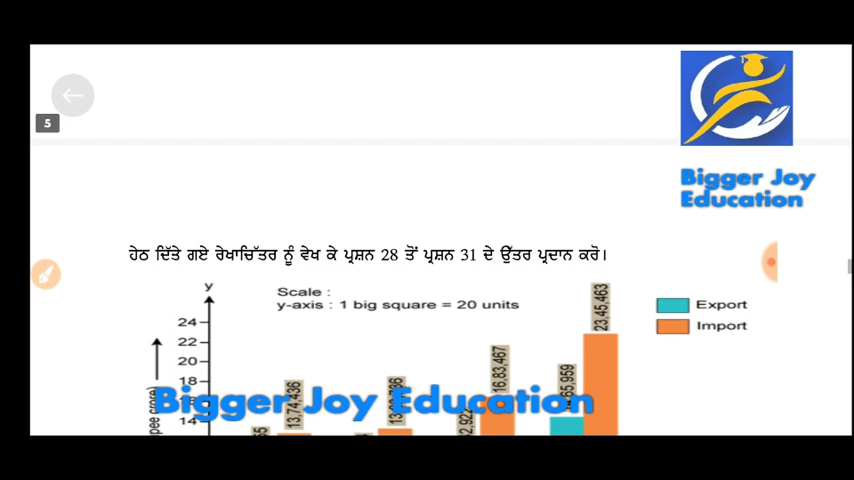 5
Bigger Joy
Education
ਹੇਠ ਦਿੱਤੇ ਗਏ ਰੇਖਾਚਿੱਤਰ ਨੂੰ ਵੇਖ ਕੇ ਪ੍ਰਸ਼ਨ 28 ਤੋਂ ਪ੍ਰਸ਼ਨ 31 ਦੇ ਉੱਤਰ ਪ੍ਰਦਾਨ ਕਰੋ।
y
Scale :
y-axis : 1 big square = 20 units
Export
Import
24
22
20
18
14
23,45,463
16,83,467
13,74,436
65,959
Bigger Joy Education